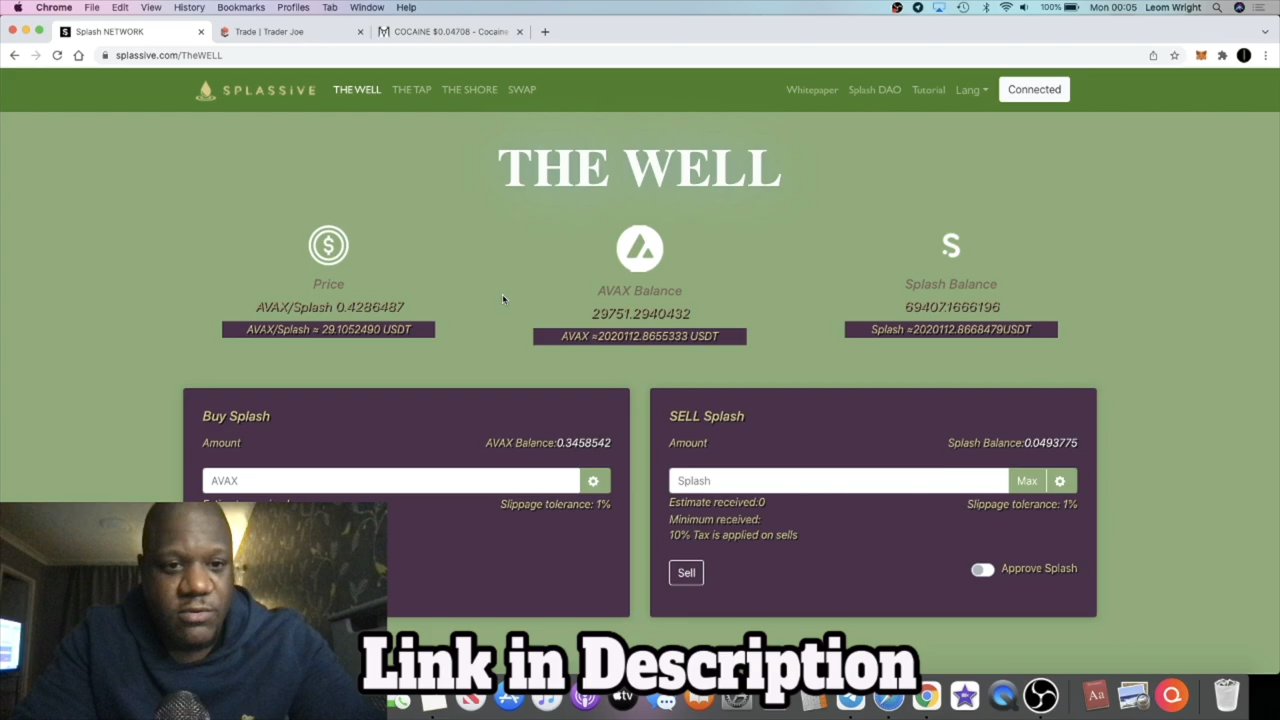 Chrome File Edit View History Bookmarks Profiles Tab Window Help 100% Mon 00:05 Leom Wright
Splash NETWORK Trade | Trader Joe COCAINE $0.04708 - Cocaine
splassive.com/TheWELL
SPLASSIVE THE WELL THE TAP THE SHORE SWAP Whitepaper Splash DAO Tutorial Lang Connected
THE WELL
Price
AVAX/Splash 0.4286487
AVAX/Splash ≈ 29.1052490 USDT
AVAX Balance
29751.2940432
AVAX ≈2020112.8655333 USDT
Splash Balance
69407.1666196
Splash ≈2020112.8668479USDT
Buy Splash
Amount AVAX Balance:0.3458542
AVAX
Slippage tolerance: 1%
SELL Splash
Amount Splash Balance:0.0493775
Splash Max
Estimate received:0 Slippage tolerance: 1%
Minimum received:
10% Tax is applied on sells
Sell Approve Splash
Link in Description
tv
Aa